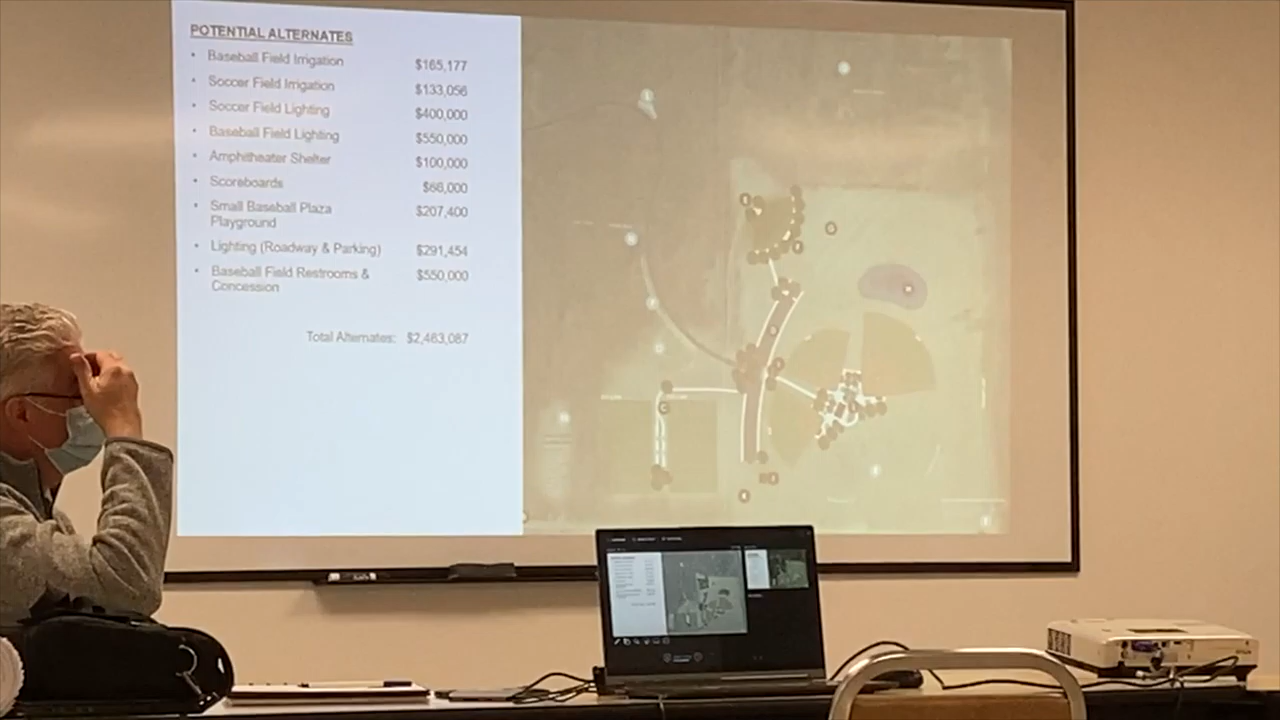 POTENTIAL ALTERNATES
• Baseball Field Irrigation $165,177
• Soccer Field Irrigation $133,056
• Soccer Field Lighting $400,000
• Baseball Field Lighting $550,000
• Amphitheater Shelter $100,000
• Scoreboards $66,000
• Small Baseball Plaza $207,400
Playground
• Lighting (Roadway & Parking) $291,454
• Baseball Field Restrooms & $550,000
Concession
Total Alternates: $2,463,087